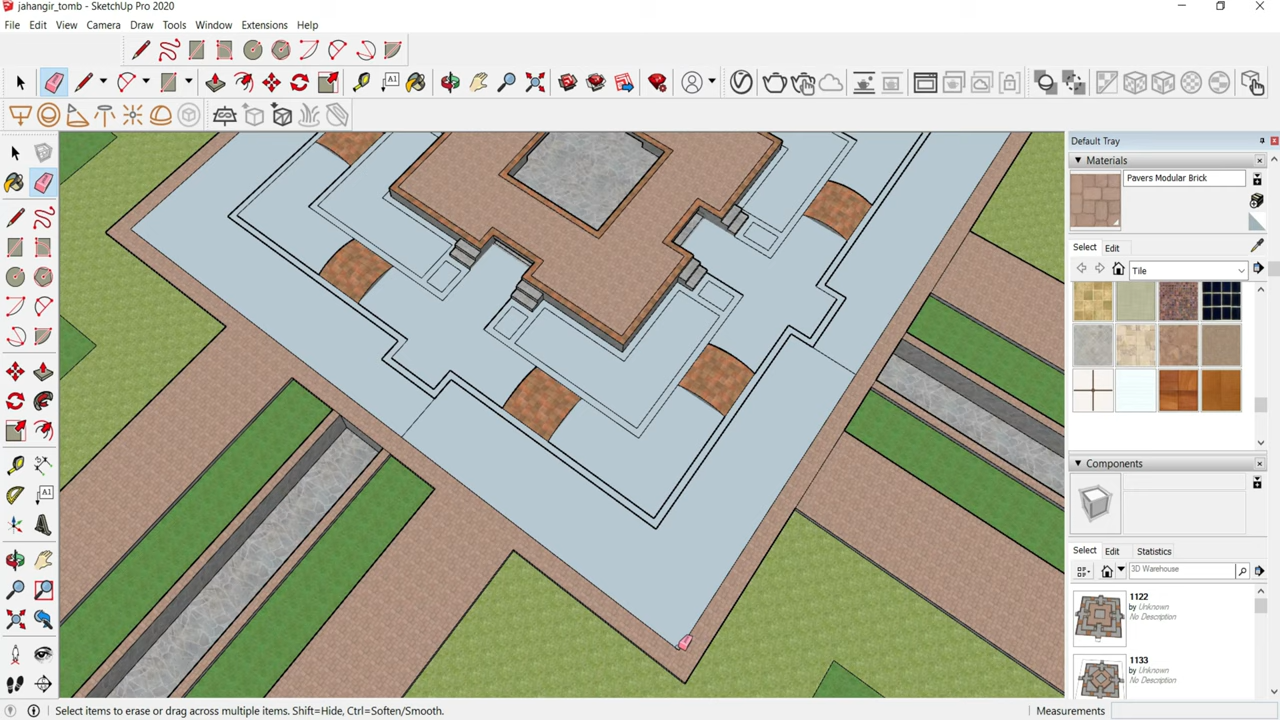 jahangir_tomb - SketchUp Pro 2020
File Edit View Camera Draw Tools Window Extensions Help
Default Tray
Materials
Pavers Modular Brick
Select Edit
Tile
Components
Select Edit Statistics
3D Warehouse
1122
by Unknown
No Description
1133
by Unknown
No Description
Select items to erase or drag across multiple items. Shift=Hide, Ctrl=Soften/Smooth.
Measurements